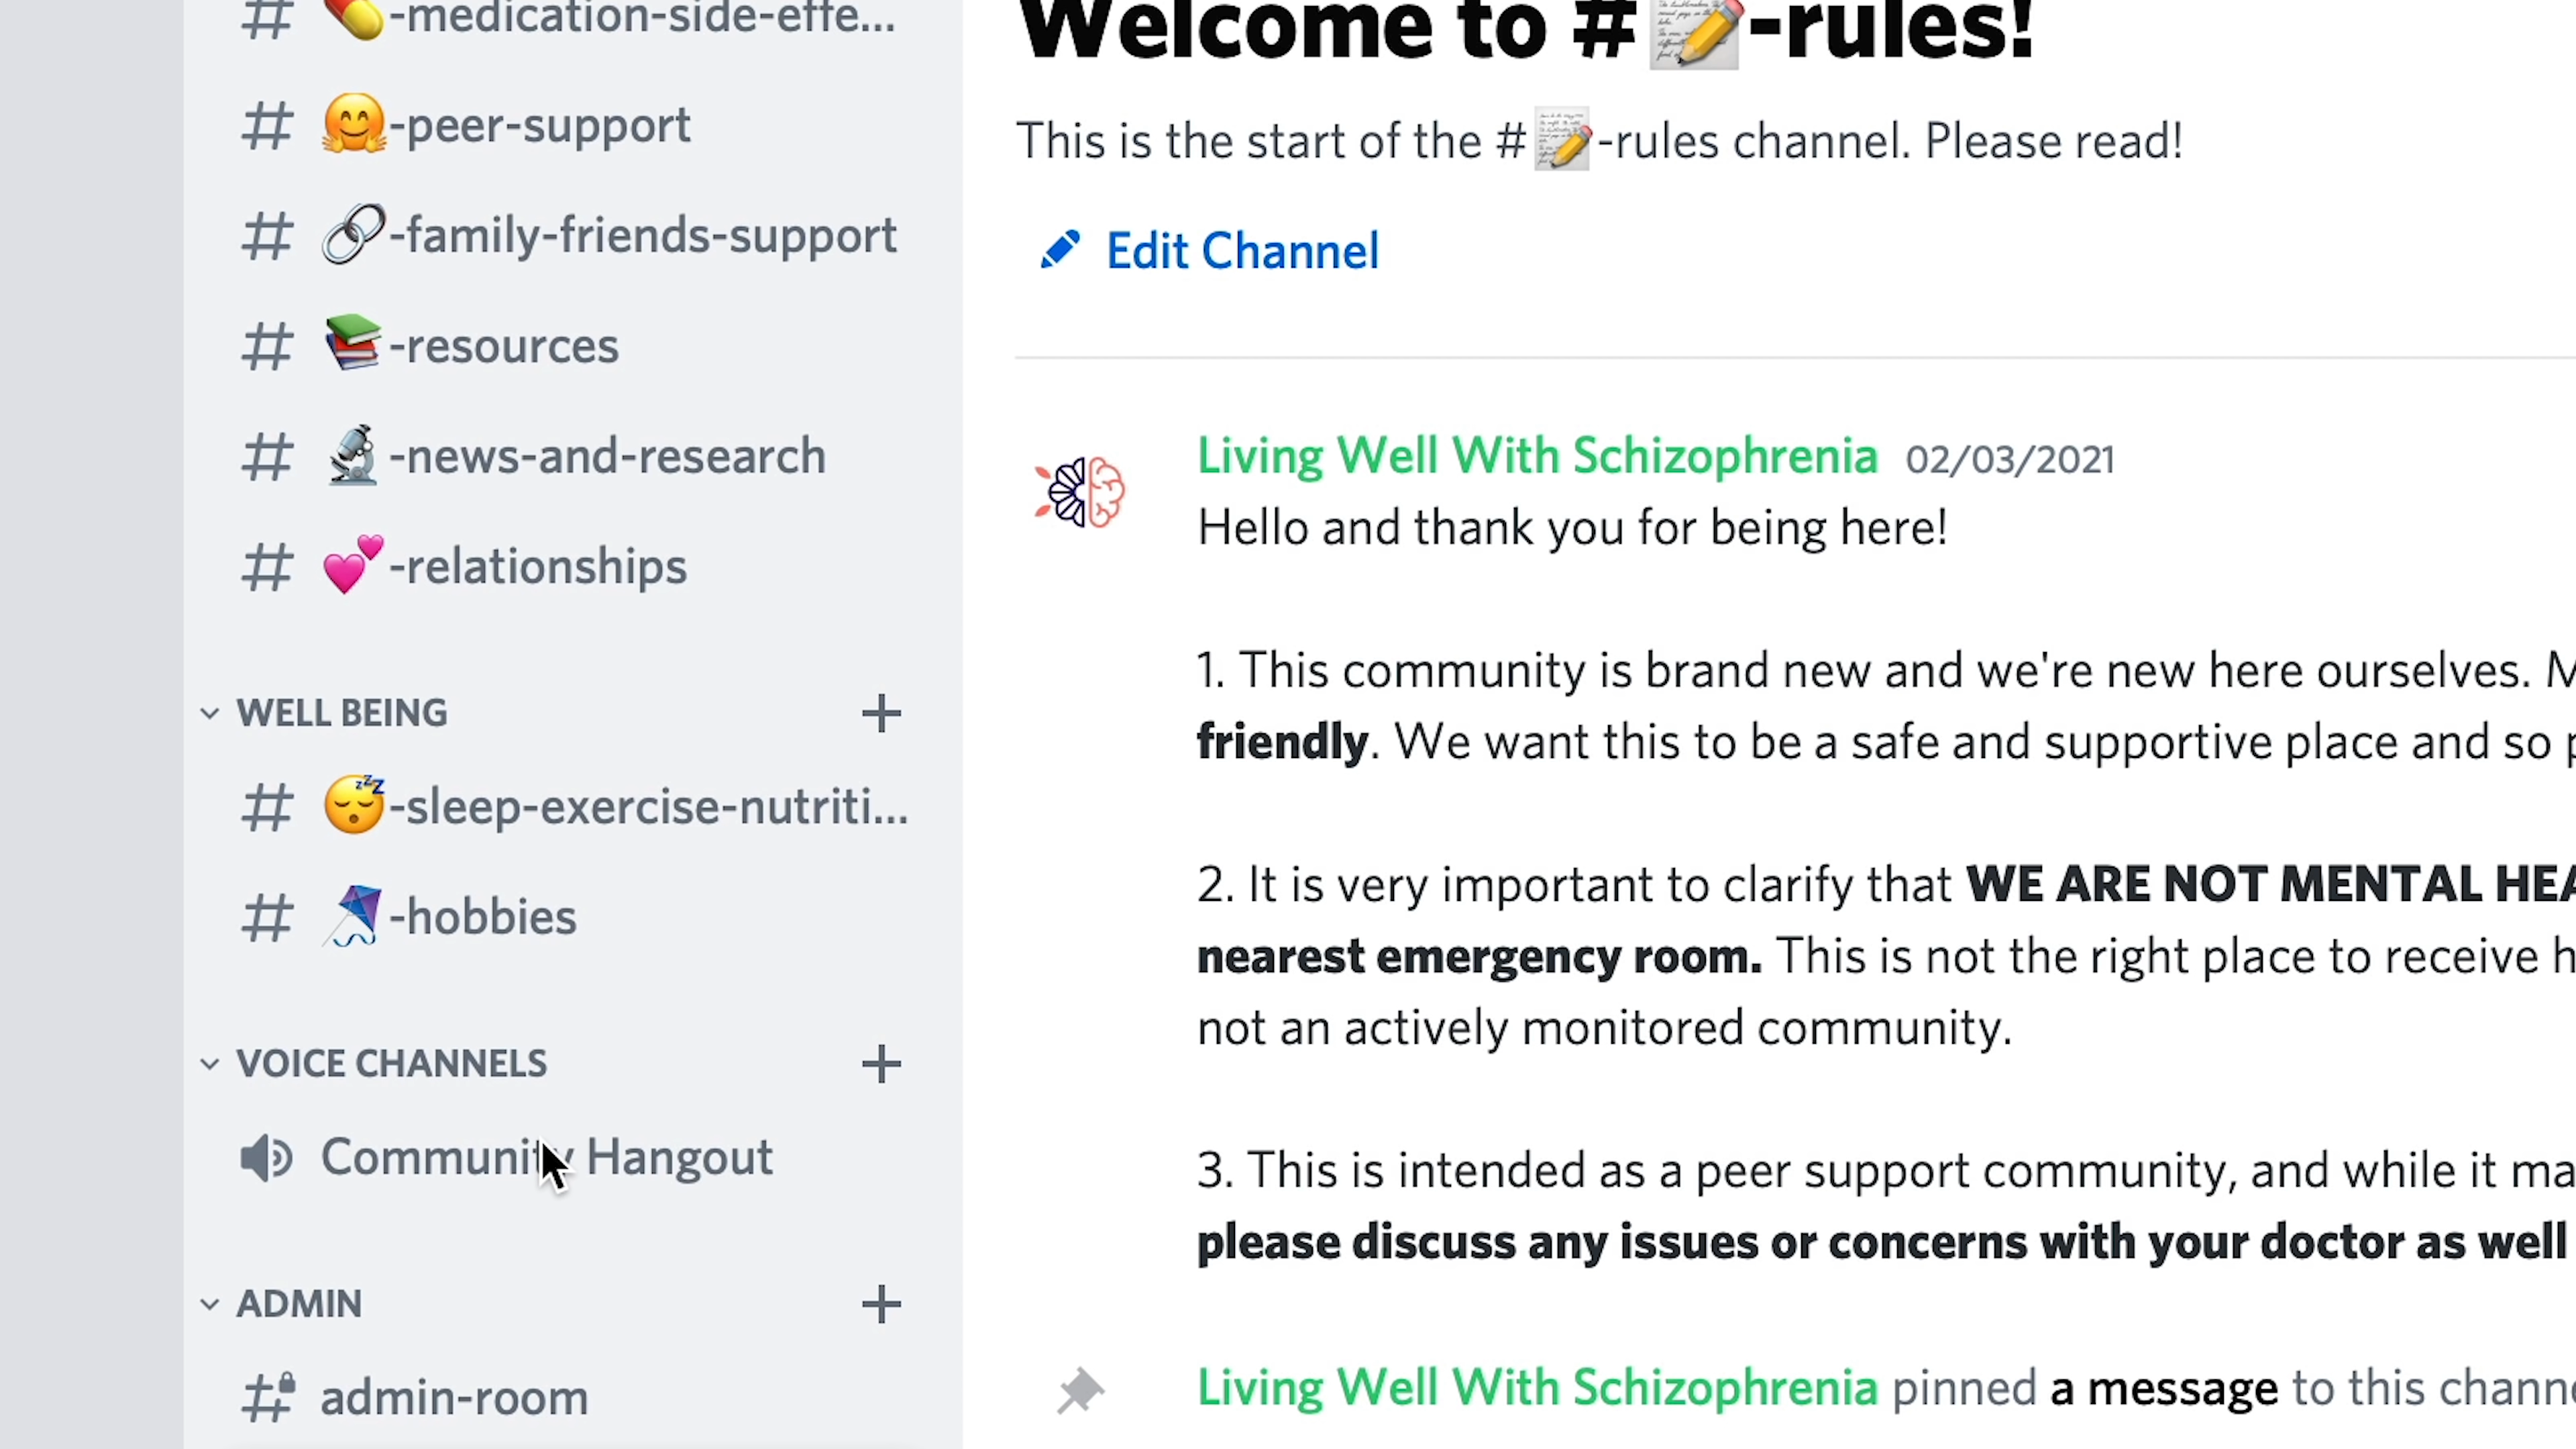 # 💊-medication-side-effe...
# 🤗-peer-support
# 🔗-family-friends-support
# 📚-resources
# 🔬-news-and-research
# 💕-relationships
WELL BEING
# 😴-sleep-exercise-nutriti...
# 🪁-hobbies
VOICE CHANNELS
Community Hangout
ADMIN
admin-room
Welcome to #📝-rules!
This is the start of the #📝-rules channel. Please read!
Edit Channel
Living Well With Schizophrenia 02/03/2021
Hello and thank you for being here!
1. This community is brand new and we're new here ourselves. M
friendly. We want this to be a safe and supportive place and so p
2. It is very important to clarify that WE ARE NOT MENTAL HEA
nearest emergency room. This is not the right place to receive h
not an actively monitored community.
3. This is intended as a peer support community, and while it ma
please discuss any issues or concerns with your doctor as well
Living Well With Schizophrenia pinned a message to this channe